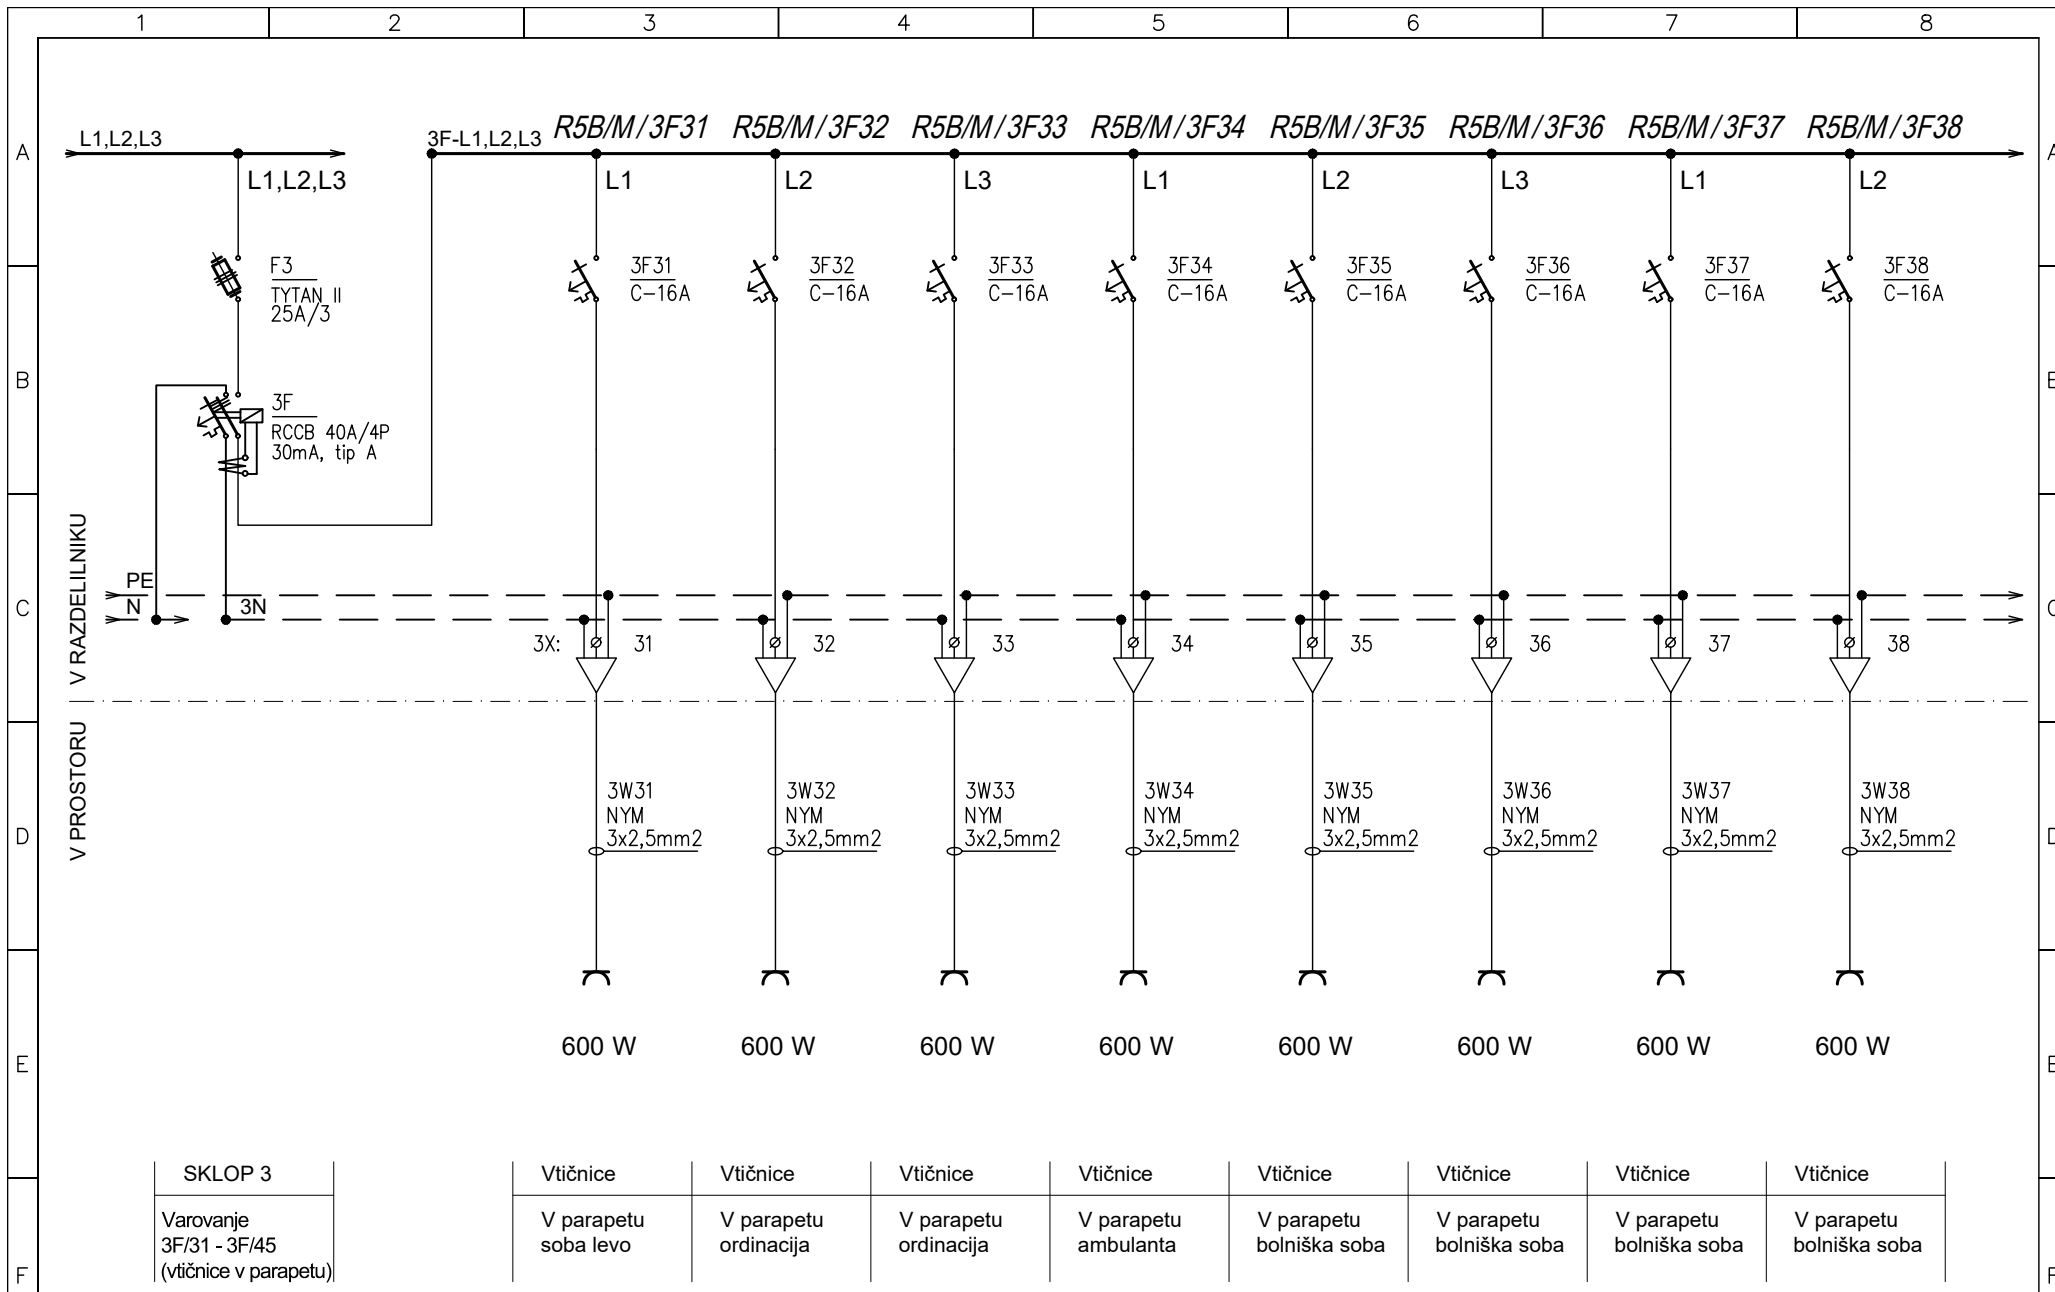 1 2 3 4 5 6 7 8
L1,L2,L3
3F-L1,L2,L3
R5B/M/3F31 R5B/M/3F32 R5B/M/3F33 R5B/M/3F34 R5B/M/3F35 R5B/M/3F36 R5B/M/3F37 R5B/M/3F38
A A
L1,L2,L3 L1 L2 L3 L1 L2 L3 L1 L2
F3
TYTAN II
25A/3
3F31
C-16A
3F32
C-16A
3F33
C-16A
3F34
C-16A
3F35
C-16A
3F36
C-16A
3F37
C-16A
3F38
C-16A
B B
3F
RCCB 40A/4P
30mA, tip A
V RAZDELILNIKU
PE
N 3N
C C
3X: 31 32 33 34 35 36 37 38
V PROSTORU
3W31
NYM
3x2,5mm2
3W32
NYM
3x2,5mm2
3W33
NYM
3x2,5mm2
3W34
NYM
3x2,5mm2
3W35
NYM
3x2,5mm2
3W36
NYM
3x2,5mm2
3W37
NYM
3x2,5mm2
3W38
NYM
3x2,5mm2
D D
600 W 600 W 600 W 600 W 600 W 600 W 600 W 600 W
E E
SKLOP 3
Varovanje
3F/31 - 3F/45
(vtičnice v parapetu)
Vtičnice
V parapetu
soba levo
Vtičnice
V parapetu
ordinacija
Vtičnice
V parapetu
ordinacija
Vtičnice
V parapetu
ambulanta
Vtičnice
V parapetu
bolniška soba
Vtičnice
V parapetu
bolniška soba
Vtičnice
V parapetu
bolniška soba
Vtičnice
V parapetu
bolniška soba
F F